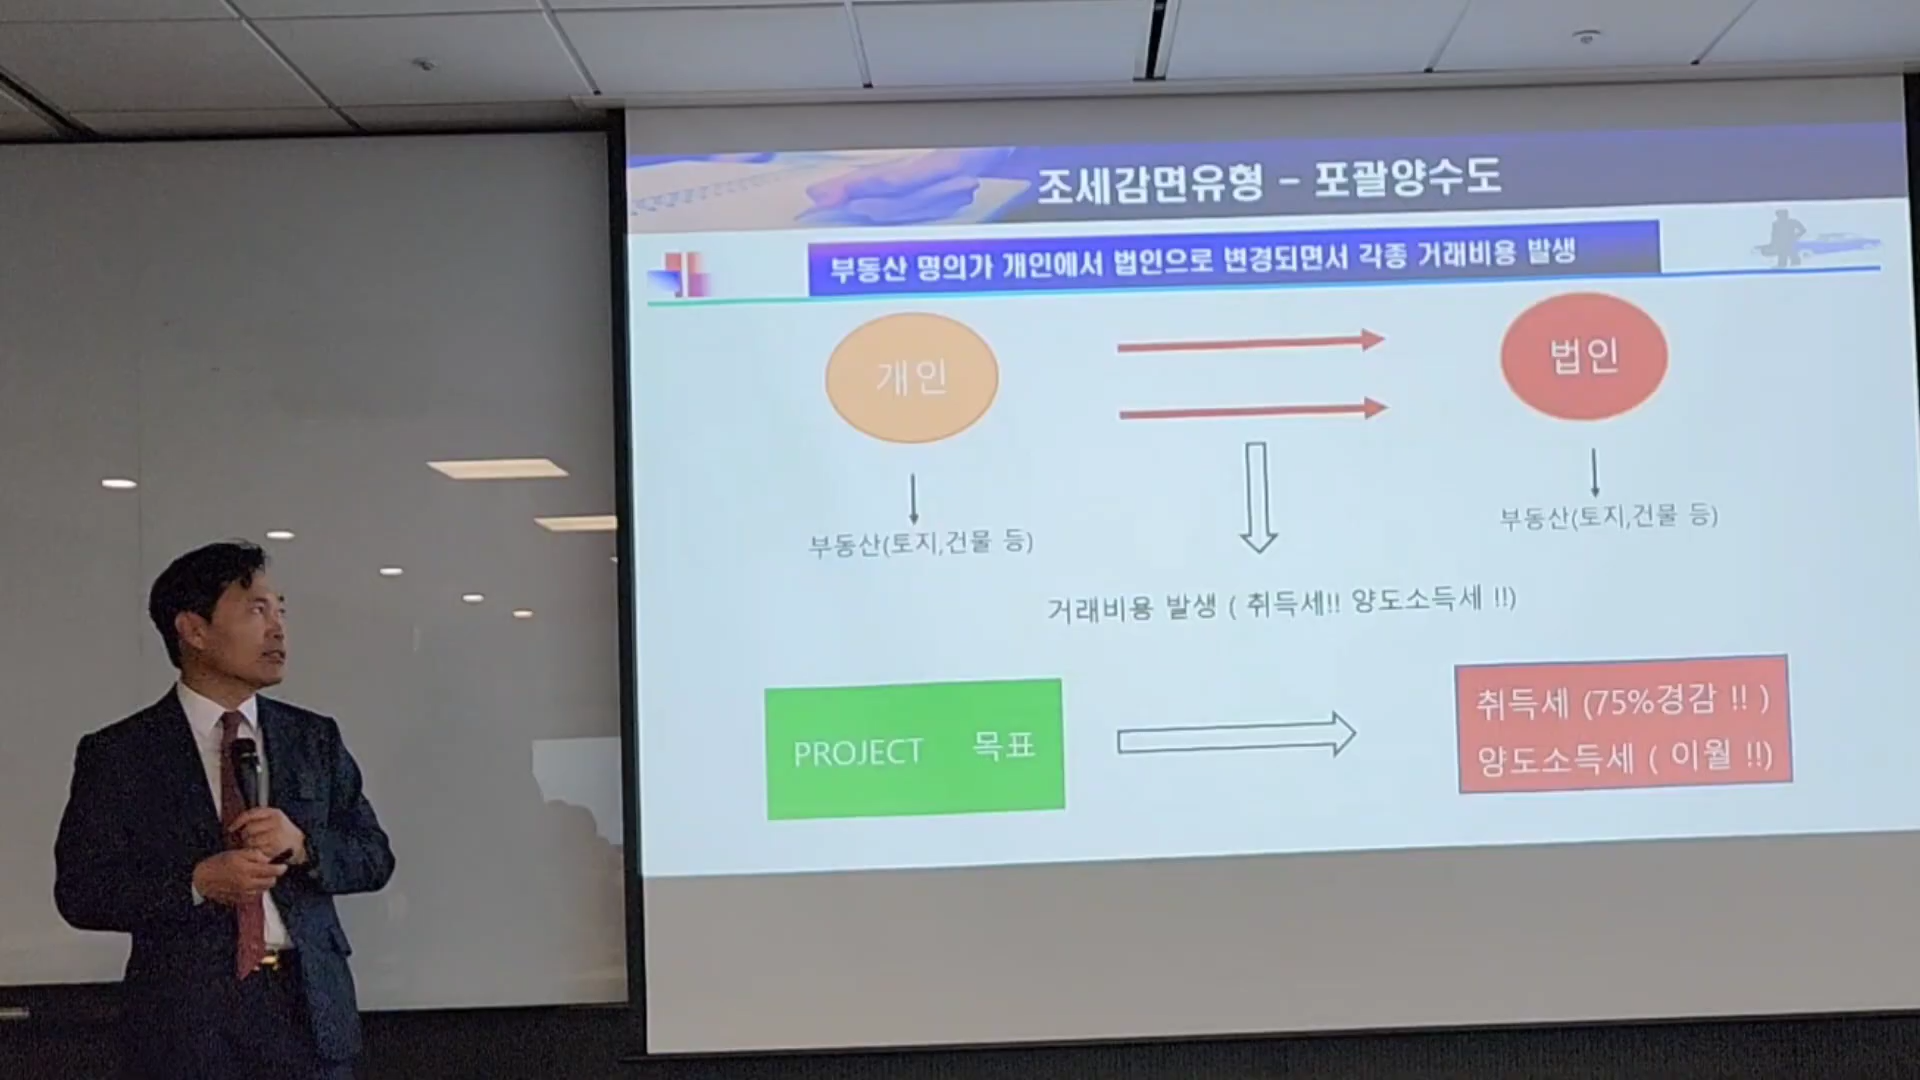 조세감면유형 - 포괄양수도
부동산 명의가 개인에서 법인으로 변경되면서 각종 거래비용 발생
개인
법인
부동산(토지,건물 등)
부동산(토지,건물 등)
거래비용 발생 ( 취득세!! 양도소득세 !!)
PROJECT 목표
취득세 (75%경감 !! )
양도소득세 ( 이월 !!)